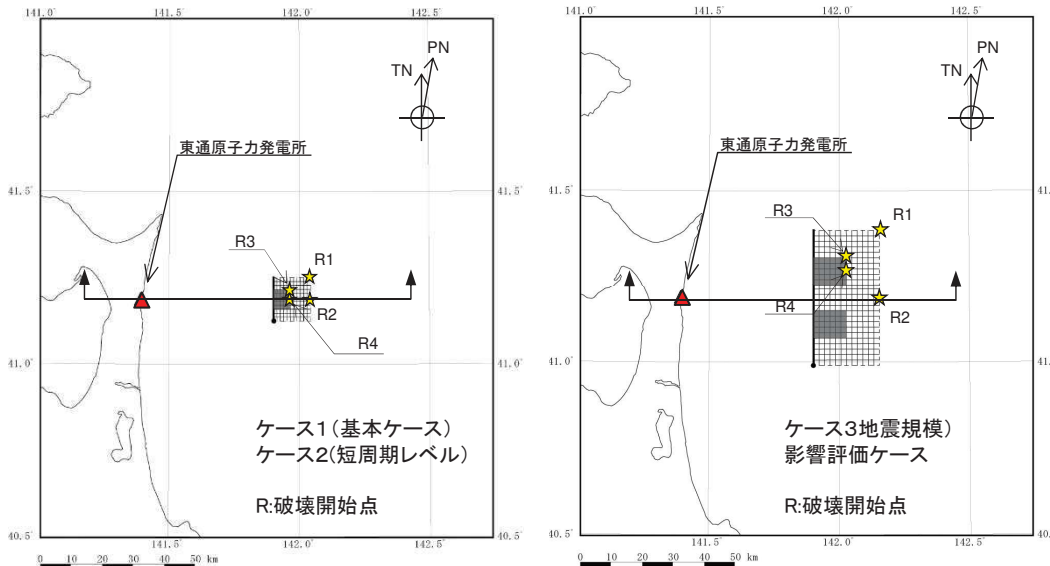 141.0°
141.5°
142.0°
142.5°
PN
TN
東通原子力発電所
41.5°
41.5°
R3
R1
R2
R4
41.0°
41.0°
ケース1(基本ケース)
ケース2(短周期レベル)
R:破壊開始点
40.5°
40.5°
141.5°
142.0°
142.5°
0 10 20 30 40 50 km
141.0°
141.5°
142.0°
142.5°
PN
TN
東通原子力発電所
41.5°
41.
R3
R1
R4
R2
41.0°
41.
ケース3地震規模)
影響評価ケース
R:破壊開始点
40.5°
40.
141.5°
142.0°
142.5°
0 10 20 30 40 50 km